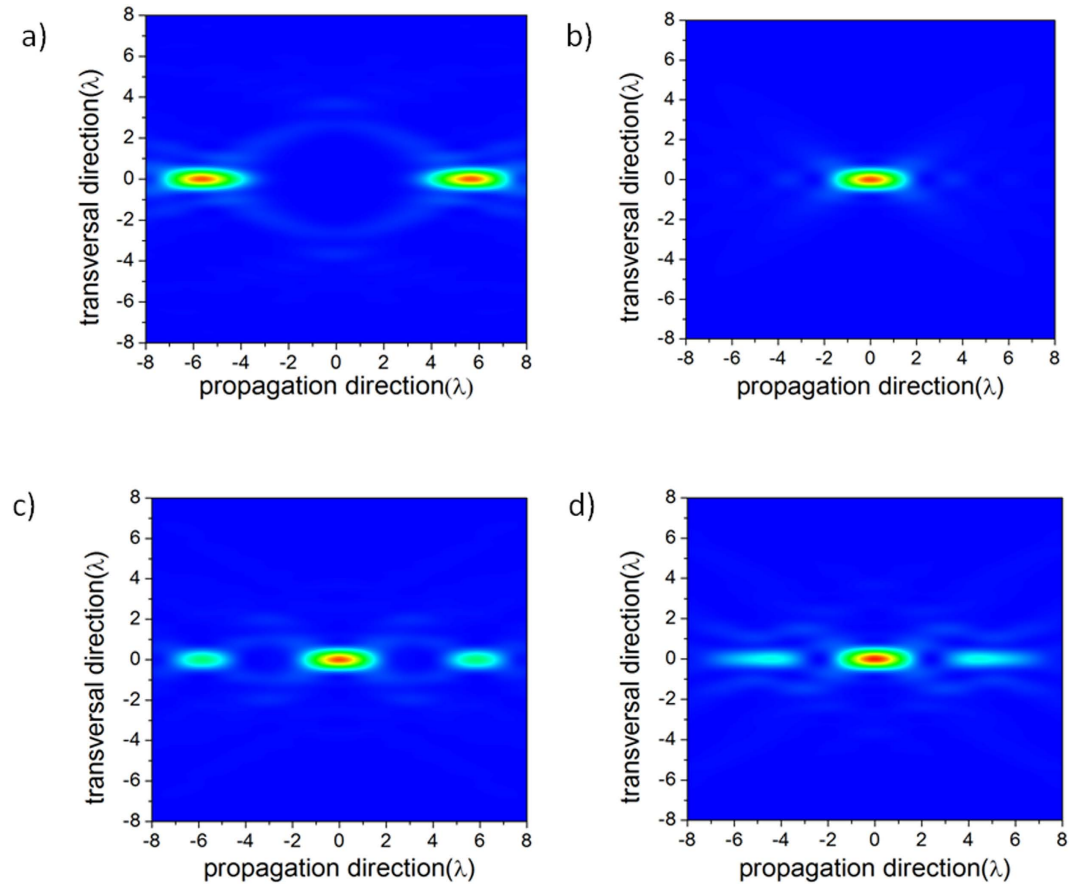 a)
8
6
4
2
0
-2
-4
-6
-8
transversal direction(λ)
-8 -6 -4 -2 0 2 4 6 8
propagation direction(λ)
b)
8
6
4
2
0
-2
-4
-6
-8
transversal direction(λ)
-8 -6 -4 -2 0 2 4 6 8
propagation direction(λ)
c)
8
6
4
2
0
-2
-4
-6
-8
transversal direction(λ)
-8 -6 -4 -2 0 2 4 6 8
propagation direction(λ)
d)
8
6
4
2
0
-2
-4
-6
-8
transversal direction(λ)
-8 -6 -4 -2 0 2 4 6 8
propagation direction(λ)